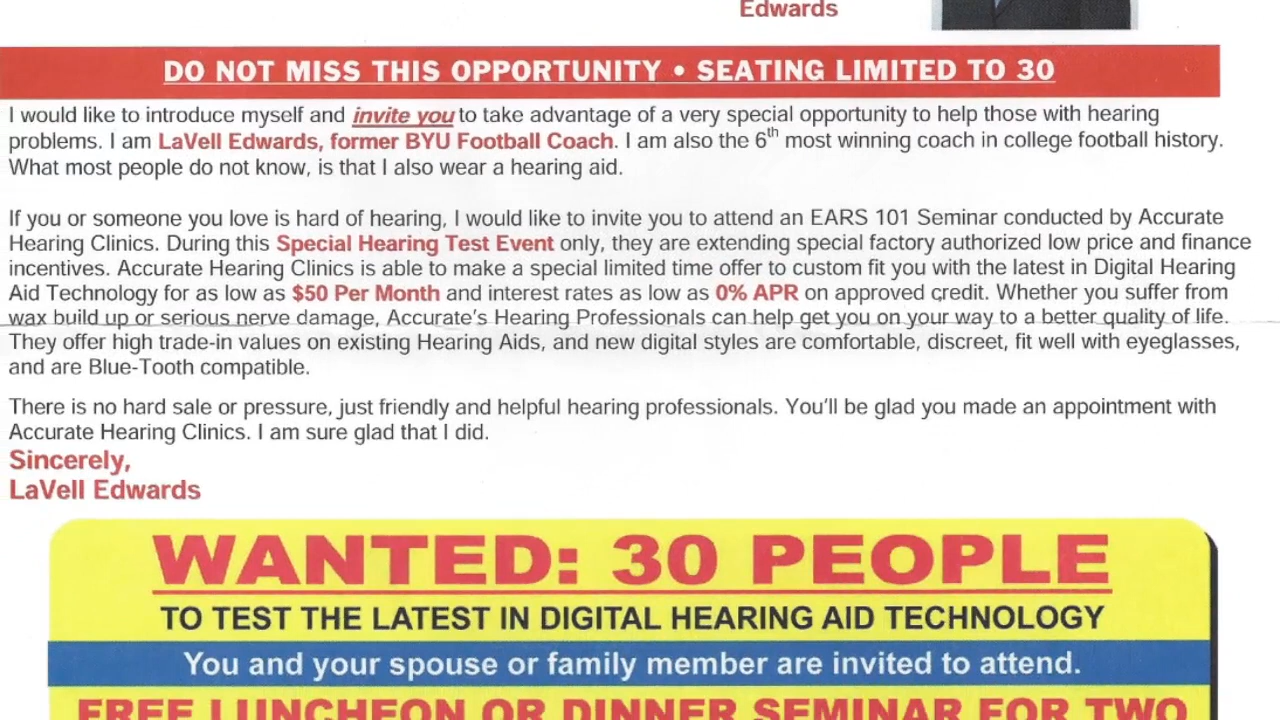 Edwards
DO NOT MISS THIS OPPORTUNITY • SEATING LIMITED TO 30
I would like to introduce myself and invite you to take advantage of a very special opportunity to help those with hearing
problems. I am LaVell Edwards, former BYU Football Coach. I am also the 6th most winning coach in college football history.
What most people do not know, is that I also wear a hearing aid.
If you or someone you love is hard of hearing, I would like to invite you to attend an EARS 101 Seminar conducted by Accurate
Hearing Clinics. During this Special Hearing Test Event only, they are extending special factory authorized low price and finance
incentives. Accurate Hearing Clinics is able to make a special limited time offer to custom fit you with the latest in Digital Hearing
Aid Technology for as low as $50 Per Month and interest rates as low as 0% APR on approved credit. Whether you suffer from
wax build up or serious nerve damage, Accurate's Hearing Professionals can help get you on your way to a better quality of life.
They offer high trade-in values on existing Hearing Aids, and new digital styles are comfortable, discreet, fit well with eyeglasses,
and are Blue-Tooth compatible.
There is no hard sale or pressure, just friendly and helpful hearing professionals. You'll be glad you made an appointment with
Accurate Hearing Clinics. I am sure glad that I did.
Sincerely,
LaVell Edwards
WANTED: 30 PEOPLE
TO TEST THE LATEST IN DIGITAL HEARING AID TECHNOLOGY
You and your spouse or family member are invited to attend.
FREE LUNCHEON OR DINNER SEMINAR FOR TWO